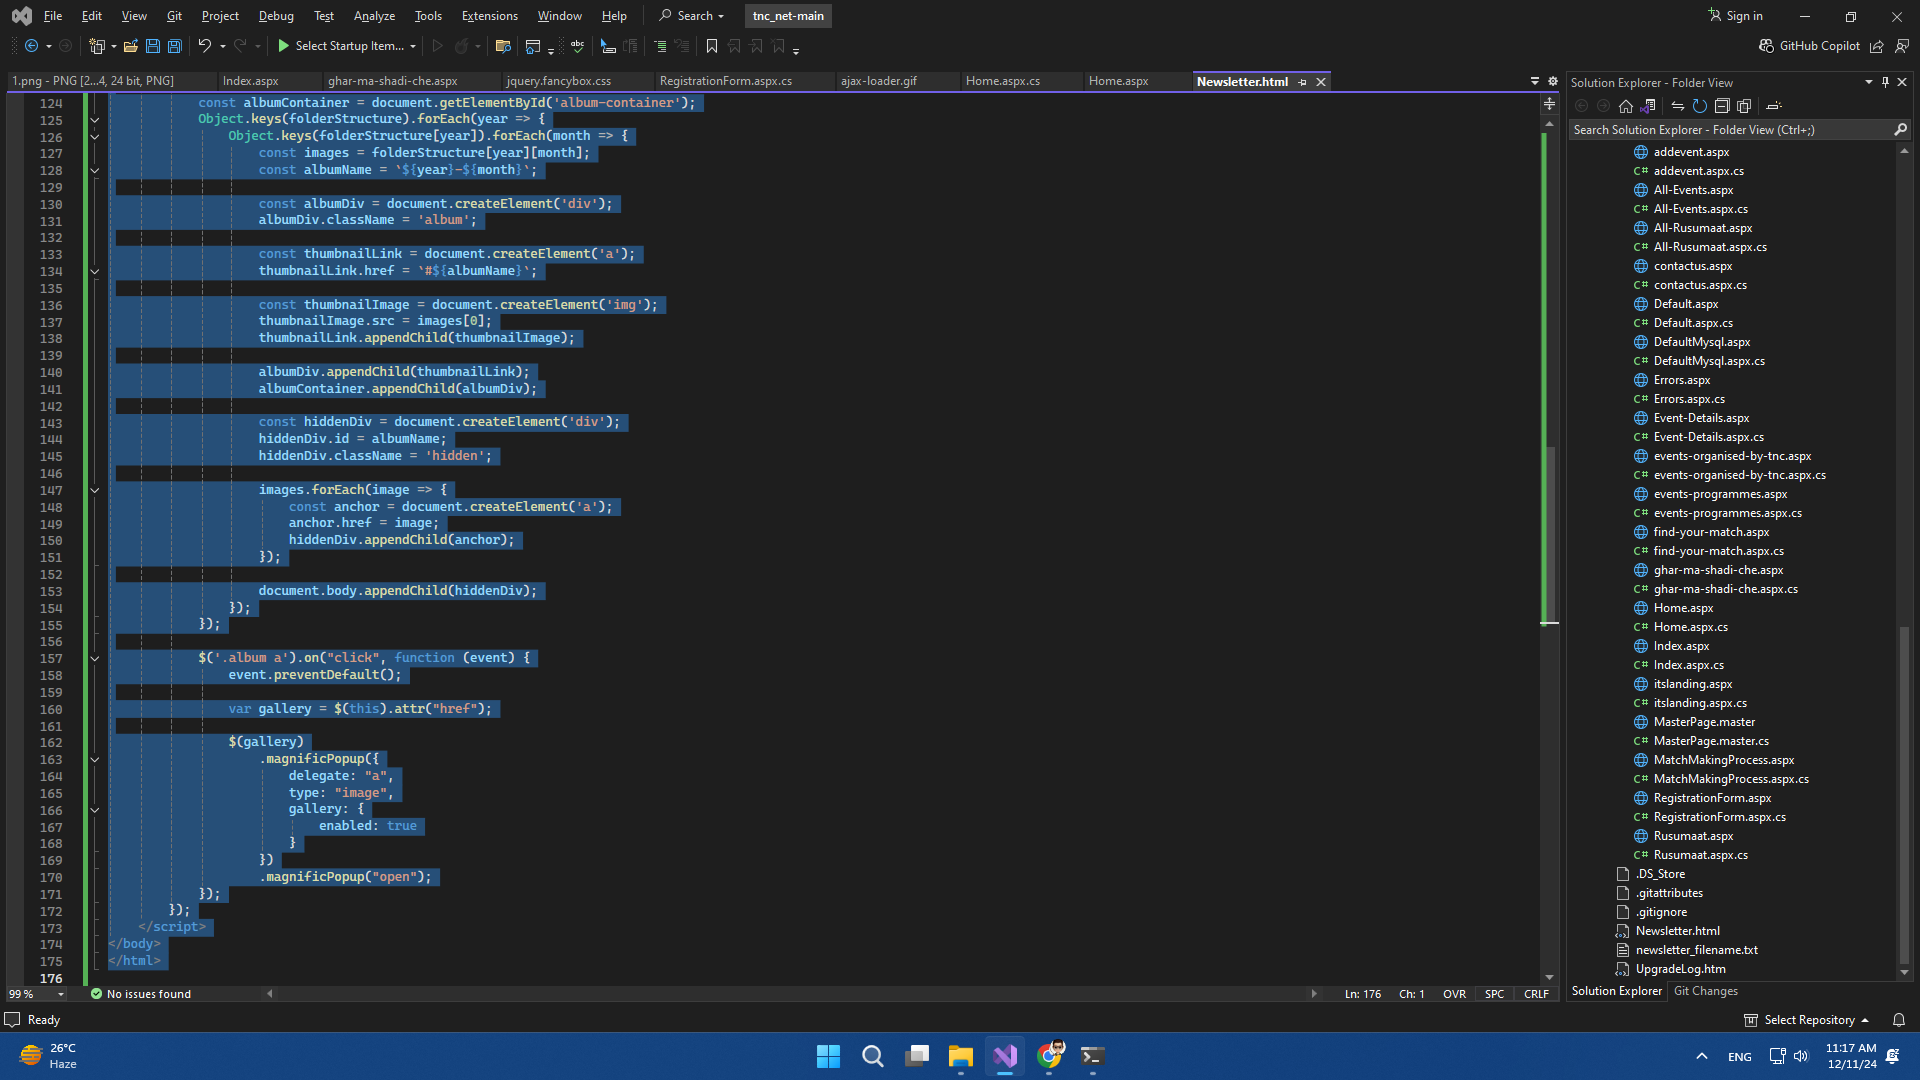 File Edit View Git Project Debug Test Analyze Tools Extensions Window Help Search tnc_net-main Sign in
Select Startup Item... GitHub Copilot
1.png - PNG [2...4, 24 bit, PNG] Index.aspx ghar-ma-shadi-che.aspx jquery.fancybox.css RegistrationForm.aspx.cs ajax-loader.gif Home.aspx.cs Home.aspx Newsletter.html
124 const albumContainer = document.getElementById('album-container');
125 Object.keys(folderStructure).forEach(year => {
126 Object.keys(folderStructure[year]).forEach(month => {
127 const images = folderStructure[year][month];
128 const albumName = `${year}-${month}`;
129
130 const albumDiv = document.createElement('div');
131 albumDiv.className = 'album';
132
133 const thumbnailLink = document.createElement('a');
134 thumbnailLink.href = `#${albumName}`;
135
136 const thumbnailImage = document.createElement('img');
137 thumbnailImage.src = images[0];
138 thumbnailLink.appendChild(thumbnailImage);
139
140 albumDiv.appendChild(thumbnailLink);
141 albumContainer.appendChild(albumDiv);
142
143 const hiddenDiv = document.createElement('div');
144 hiddenDiv.id = albumName;
145 hiddenDiv.className = 'hidden';
146
147 images.forEach(image => {
148 const anchor = document.createElement('a');
149 anchor.href = image;
150 hiddenDiv.appendChild(anchor);
151 });
152
153 document.body.appendChild(hiddenDiv);
154 });
155 });
156
157 $('.album a').on("click", function (event) {
158 event.preventDefault();
159
160 var gallery = $(this).attr("href");
161
162 $(gallery)
163 .magnificPopup({
164 delegate: "a",
165 type: "image",
166 gallery: {
167 enabled: true
168 }
169 })
170 .magnificPopup("open");
171 });
172 });
173 </script>
174 </body>
175 </html>
176
99 % No issues found Ln: 176 Ch: 1 OVR SPC CRLF
Solution Explorer - Folder View
Search Solution Explorer - Folder View (Ctrl+;)
addevent.aspx
C# addevent.aspx.cs
All-Events.aspx
C# All-Events.aspx.cs
All-Rusumaat.aspx
C# All-Rusumaat.aspx.cs
contactus.aspx
C# contactus.aspx.cs
Default.aspx
C# Default.aspx.cs
DefaultMysql.aspx
C# DefaultMysql.aspx.cs
Errors.aspx
C# Errors.aspx.cs
Event-Details.aspx
C# Event-Details.aspx.cs
events-organised-by-tnc.aspx
C# events-organised-by-tnc.aspx.cs
events-programmes.aspx
C# events-programmes.aspx.cs
find-your-match.aspx
C# find-your-match.aspx.cs
ghar-ma-shadi-che.aspx
C# ghar-ma-shadi-che.aspx.cs
Home.aspx
C# Home.aspx.cs
Index.aspx
C# Index.aspx.cs
itslanding.aspx
C# itslanding.aspx.cs
MasterPage.master
C# MasterPage.master.cs
MatchMakingProcess.aspx
C# MatchMakingProcess.aspx.cs
RegistrationForm.aspx
C# RegistrationForm.aspx.cs
Rusumaat.aspx
C# Rusumaat.aspx.cs
.DS_Store
.gitattributes
.gitignore
Newsletter.html
newsletter_filename.txt
UpgradeLog.htm
Solution Explorer Git Changes
Ready Select Repository
26°C
Haze
ENG
11:17 AM
12/11/24